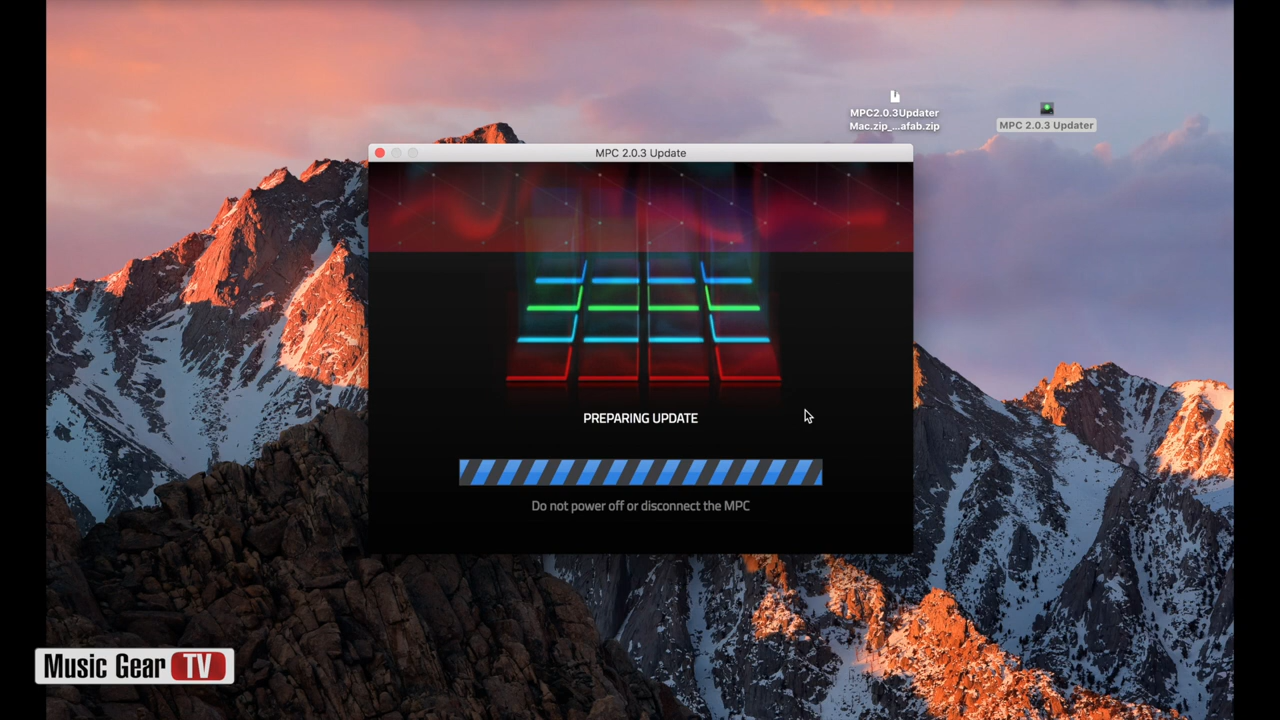 MPC2.0.3Updater
Mac.zip_...afab.zip
MPC 2.0.3 Updater
MPC 2.0.3 Update
PREPARING UPDATE
Do not power off or disconnect the MPC
Music Gear TV